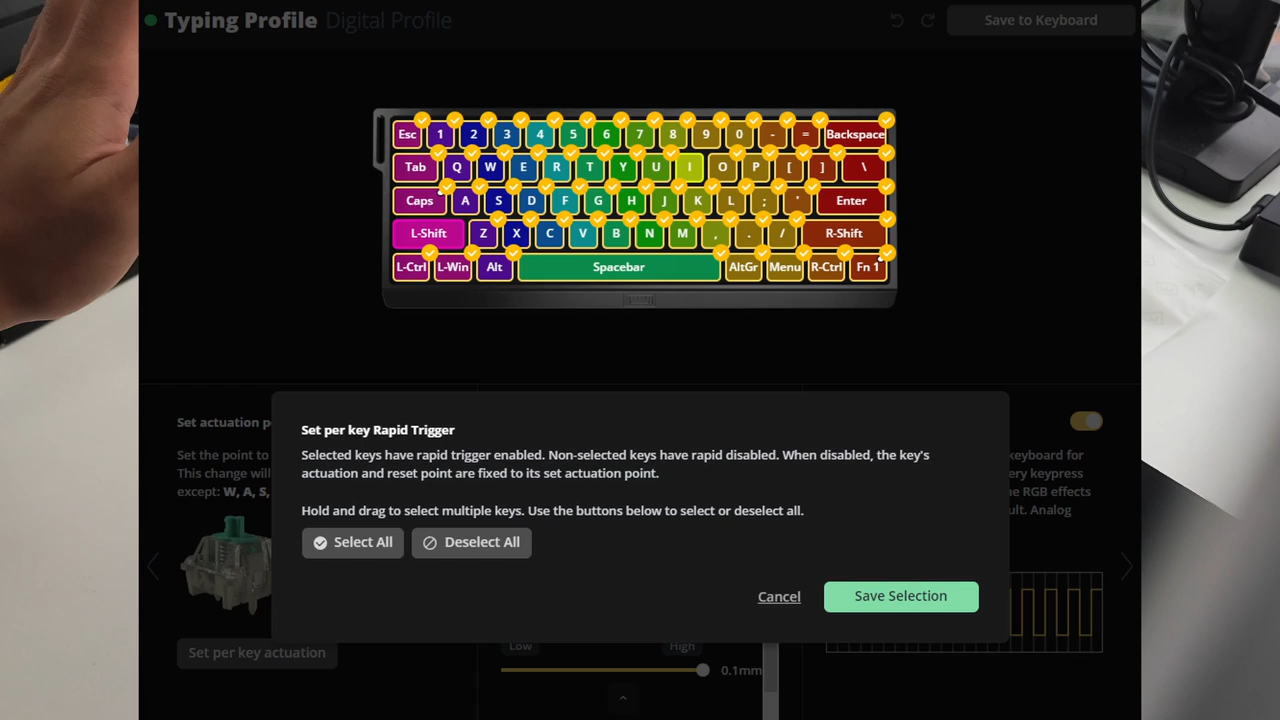 Typing Profile Digital Profile
Save to Keyboard
Esc 1 2 3 4 5 6 7 8 9 0 - = Backspace
Tab Q W E R T Y U I O P [ ] \
Caps A S D F G H J K L ; ' Enter
L-Shift Z X C V B N M , . / R-Shift
L-Ctrl L-Win Alt Spacebar AltGr Menu R-Ctrl Fn 1
Set actuation p
Set the point to
This change will
except: W, A, S,
Set per key Rapid Trigger
Selected keys have rapid trigger enabled. Non-selected keys have rapid disabled. When disabled, the key's
actuation and reset point are fixed to its set actuation point.
Hold and drag to select multiple keys. Use the buttons below to select or deselect all.
Select All
Deselect All
Cancel
Save Selection
keyboard for
ery keypress
e RGB effects
ult. Analog
Set per key actuation
Low
High
0.1mm